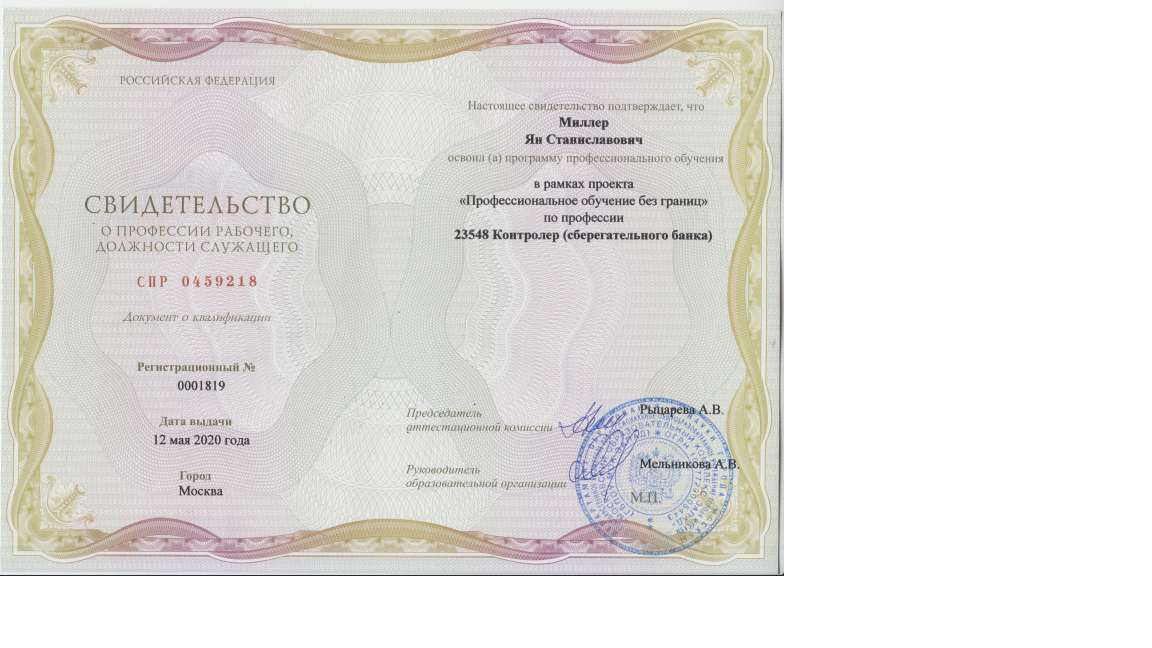 РОССИЙСКАЯ ФЕДЕРАЦИЯ
СВИДЕТЕЛЬСТВО
О ПРОФЕССИИ РАБОЧЕГО,
ДОЛЖНОСТИ СЛУЖАЩЕГО
СПР 0459218
Документ о квалификации
Регистрационный №
0001819
Дата выдачи
12 мая 2020 года
Город
Москва
Настоящее свидетельство подтверждает, что
Миллер
Ян Станиславович
освоил (а) программу профессионального обучения
в рамках проекта
«Профессиональное обучение без границ»
по профессии
23548 Контролер (сберегательного банка)
Председатель
аттестационной комиссии
Рыцарева А.В.
Руководитель
образовательной организации
Мельникова А.В.
М.П.